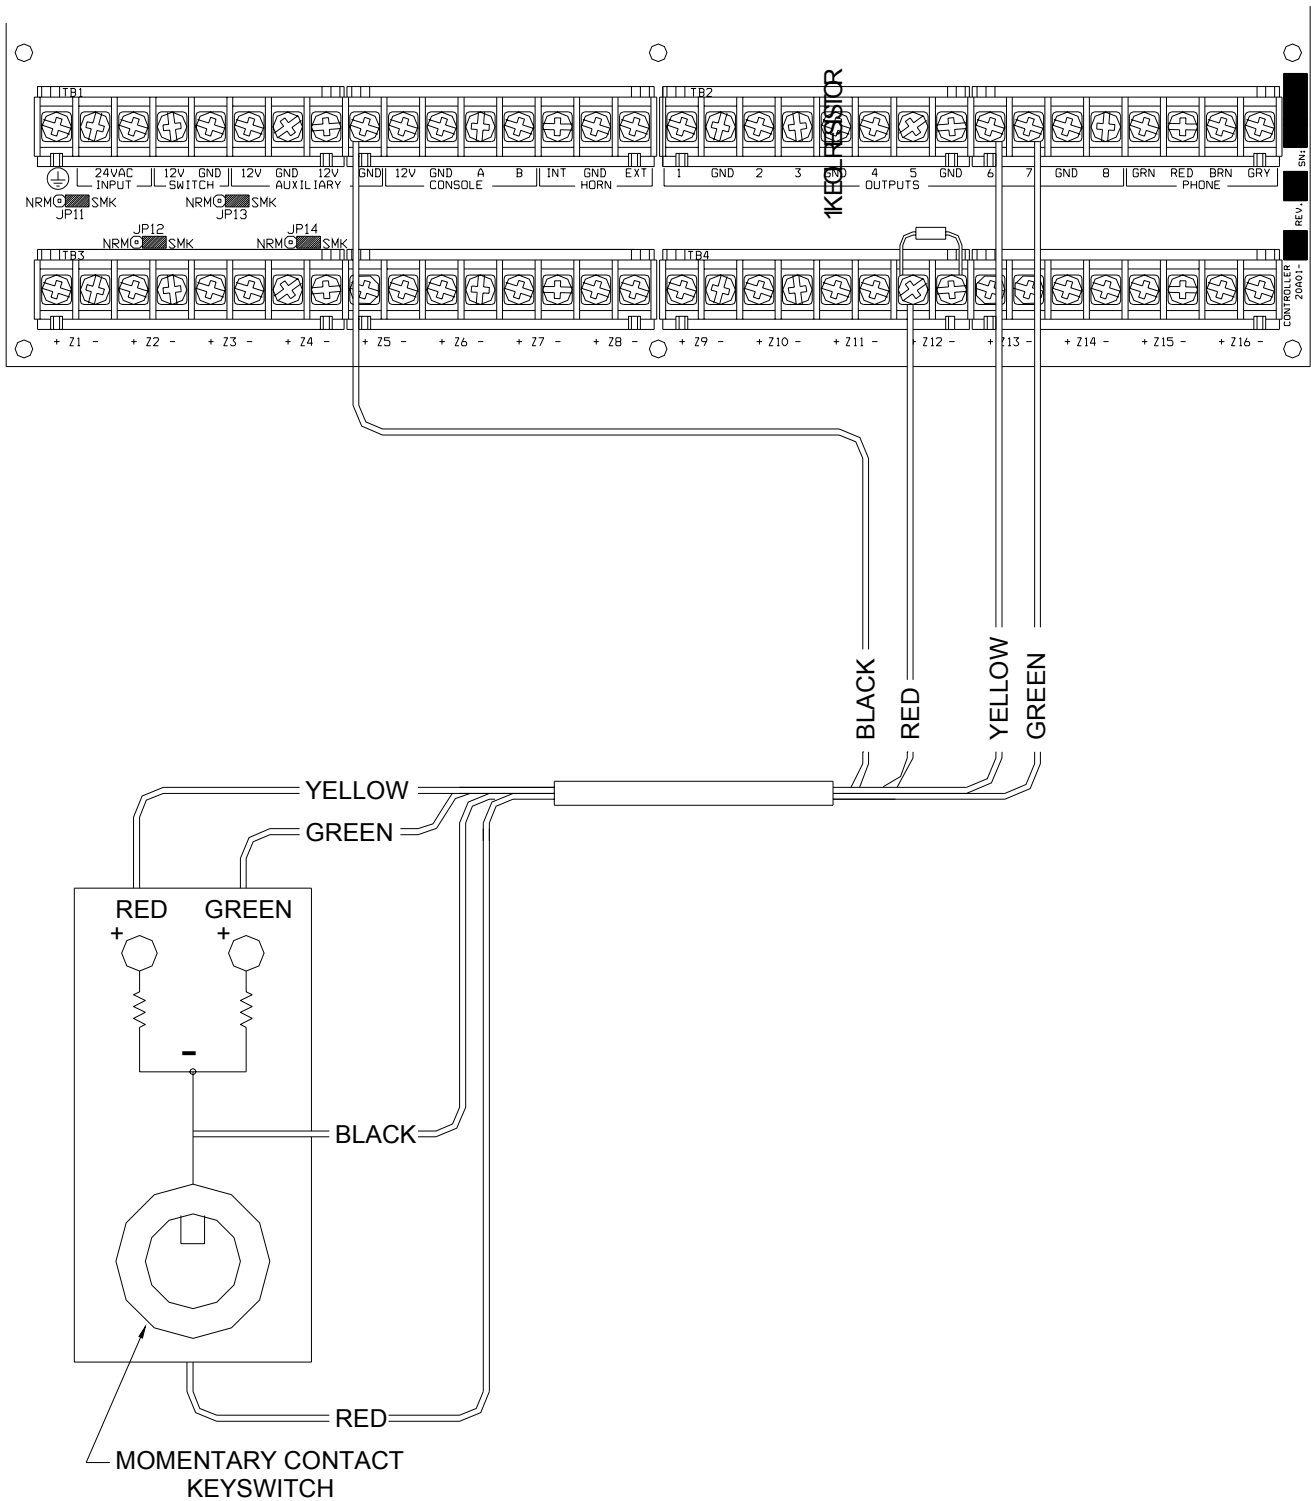 TB1
TB2
24VAC 12V GND 12V GND 12V GND 12V GND A B INT GND EXT 1 GND 2 3 GND 4 5 GND 6 7 GND 8 GRN RED BRN GRY
INPUT SWITCH AUXILIARY CONSOLE HORN OUTPUTS PHONE
NRM SMK
JP11
NRM SMK
JP13
JP12
NRM SMK
JP14
NRM SMK
SN:
REV.
CONTROLLER
20A01-
TB3
TB4
+ Z1 - + Z2 - + Z3 - + Z4 - + Z5 - + Z6 - + Z7 - + Z8 - + Z9 - + Z10 - + Z11 - + Z12 - + Z13 - + Z14 - + Z15 - + Z16 -
BLACK
RED
YELLOW
GREEN
YELLOW
GREEN
RED GREEN
+ +
-
BLACK
RED
MOMENTARY CONTACT
KEYSWITCH